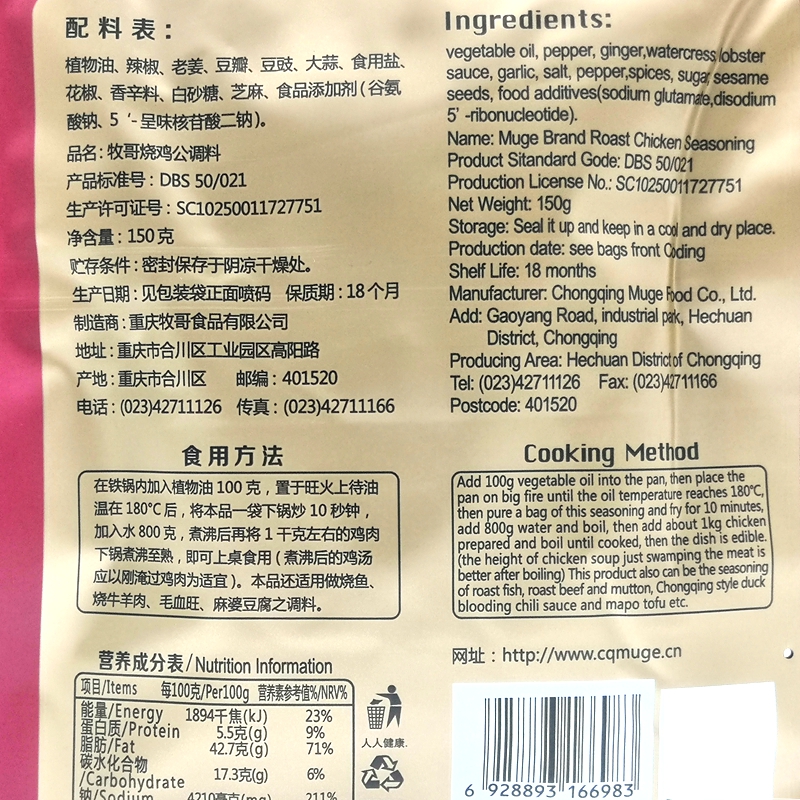 配料表：
植物油、辣椒、老姜、豆瓣、豆豉、大蒜、食用盐、
花椒、香辛料、白砂糖、芝麻、食品添加剂（谷氨
酸钠、5＇-呈味核苷酸二钠）。
品名：牧哥烧鸡公调料
产品标准号：DBS 50/021
生产许可证号：SC10250011727751
净含量：150克
贮存条件：密封保存于阴凉干燥处。
生产日期：见包装袋正面喷码 保质期：18个月
制造商：重庆牧哥食品有限公司
地址：重庆市合川区工业园区高阳路
产地：重庆市合川区 邮编：401520
电话：(023)42711126 传真：(023)42711166
食用方法
在铁锅内加入植物油100克，置于旺火上待油
温在180℃后，将本品一袋下锅炒10秒钟，
加入水800克，煮沸后再将1千克左右的鸡肉
下锅煮沸至熟，即可上桌食用（煮沸后的鸡汤
应以刚淹过鸡肉为适宜）。本品还适用做烧鱼、
烧牛羊肉、毛血旺、麻婆豆腐之调料。
营养成分表/Nutrition Information
项目/Items 每100克/Per100g 营养素参考值%/NRV%
能量/Energy 1894千焦(kJ) 23%
蛋白质/Protein 5.5克(g) 9%
脂肪/Fat 42.7克(g) 71%
碳水化合物
/Carbohydrate 17.3克(g) 6%
钠/Sodium 4210毫克(mg) 211%
人人健康.
Ingredients:
vegetable oil, pepper, ginger,watercress lobster
sauce, garlic, salt, pepper,spices, sugar sesame
seeds, food additives(sodium glutamate,disodium
5' -ribonucleotide).
Name: Muge Brand Roast Chicken Seasoning
Product Sitandard Gode: DBS 50/021
Production License No.: SC10250011727751
Net Weight: 150g
Storage: Seal it up and keep in a cool and dry place.
Production date: see bags front Coding
Shelf Life: 18 months
Manufacturer: Chongqing Muge Food Co., Ltd.
Add: Gaoyang Road, industrial park, Hechuan
District, Chongqing
Producing Area: Hechuan District of Chongqing
Tel: (023)42711126 Fax: (023)42711166
Postcode: 401520
Cooking Method
Add 100g vegetable oil into the pan, then place the
pan on big fire until the oil temperature reaches 180℃,
then pure a bag of this seasoning and fry for 10 minutes,
add 800g water and boil, then add about 1kg chicken
prepared and boil until cooked, then the dish is edible.
(the height of chicken soup just swamping the meat is
better after boiling) This product also can be the seasoning
of roast fish, roast beef and mutton, Chongqing style duck
blooding chili sauce and mapo tofu etc.
网址：http://www.cqmuge.cn
6 928893 166983